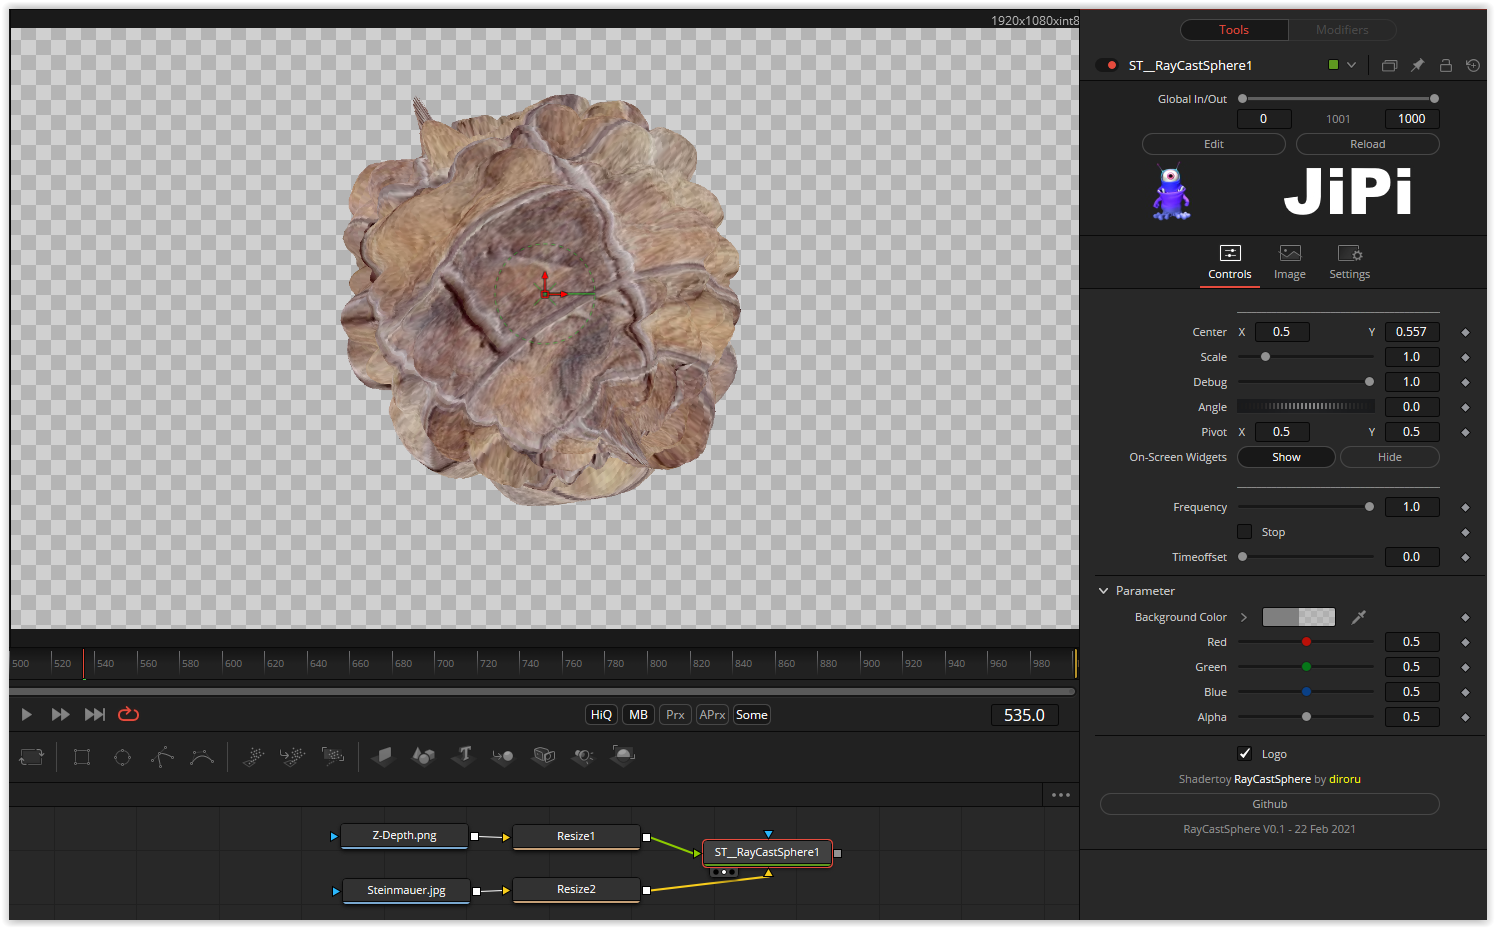 1920x1080xint8
Tools Modifiers
ST__RayCastSphere1
Global In/Out
0 1001 1000
Edit Reload
JiPi
Controls Image Settings
Center X 0.5 Y 0.557
Scale 1.0
Debug 1.0
Angle 0.0
Pivot X 0.5 Y 0.5
On-Screen Widgets Show Hide
Frequency 1.0
Stop
Timeoffset 0.0
Parameter
Background Color
Red 0.5
Green 0.5
Blue 0.5
Alpha 0.5
Logo
Shadertoy RayCastSphere by diroru
Github
RayCastSphere V0.1 - 22 Feb 2021
500 520 540 560 580 600 620 640 660 680 700 720 740 760 780 800 820 840 860 880 900 920 940 960 980
HiQ MB Prx APrx Some 535.0
T
Z-Depth.png Resize1
ST__RayCastSphere1
Steinmauer.jpg Resize2